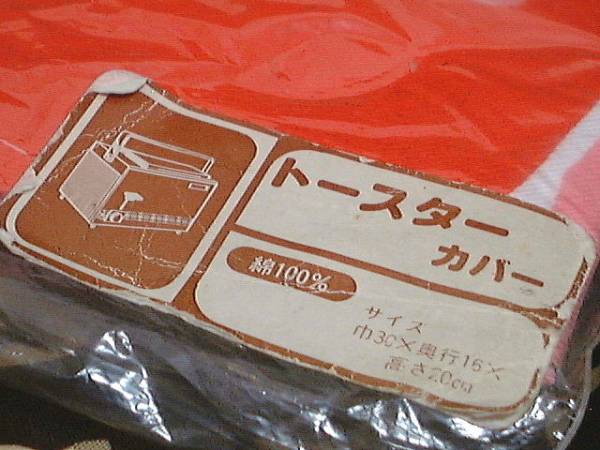 トースター
カバー
綿100%
サイズ
巾30×奥行16×
高さ20cm